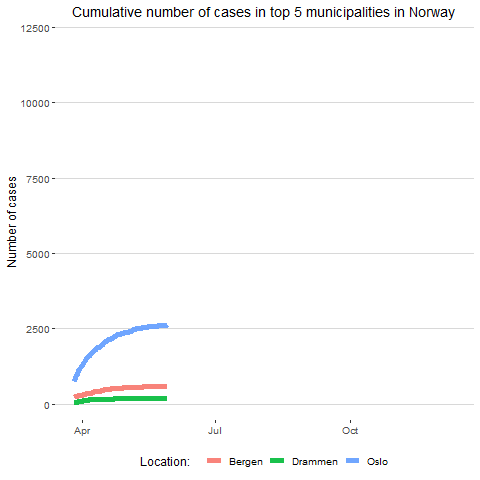 Cumulative number of cases in top 5 municipalities in Norway
12500
10000
7500
5000
2500
0
Number of cases
Apr Jul Oct
Location: Bergen Drammen Oslo